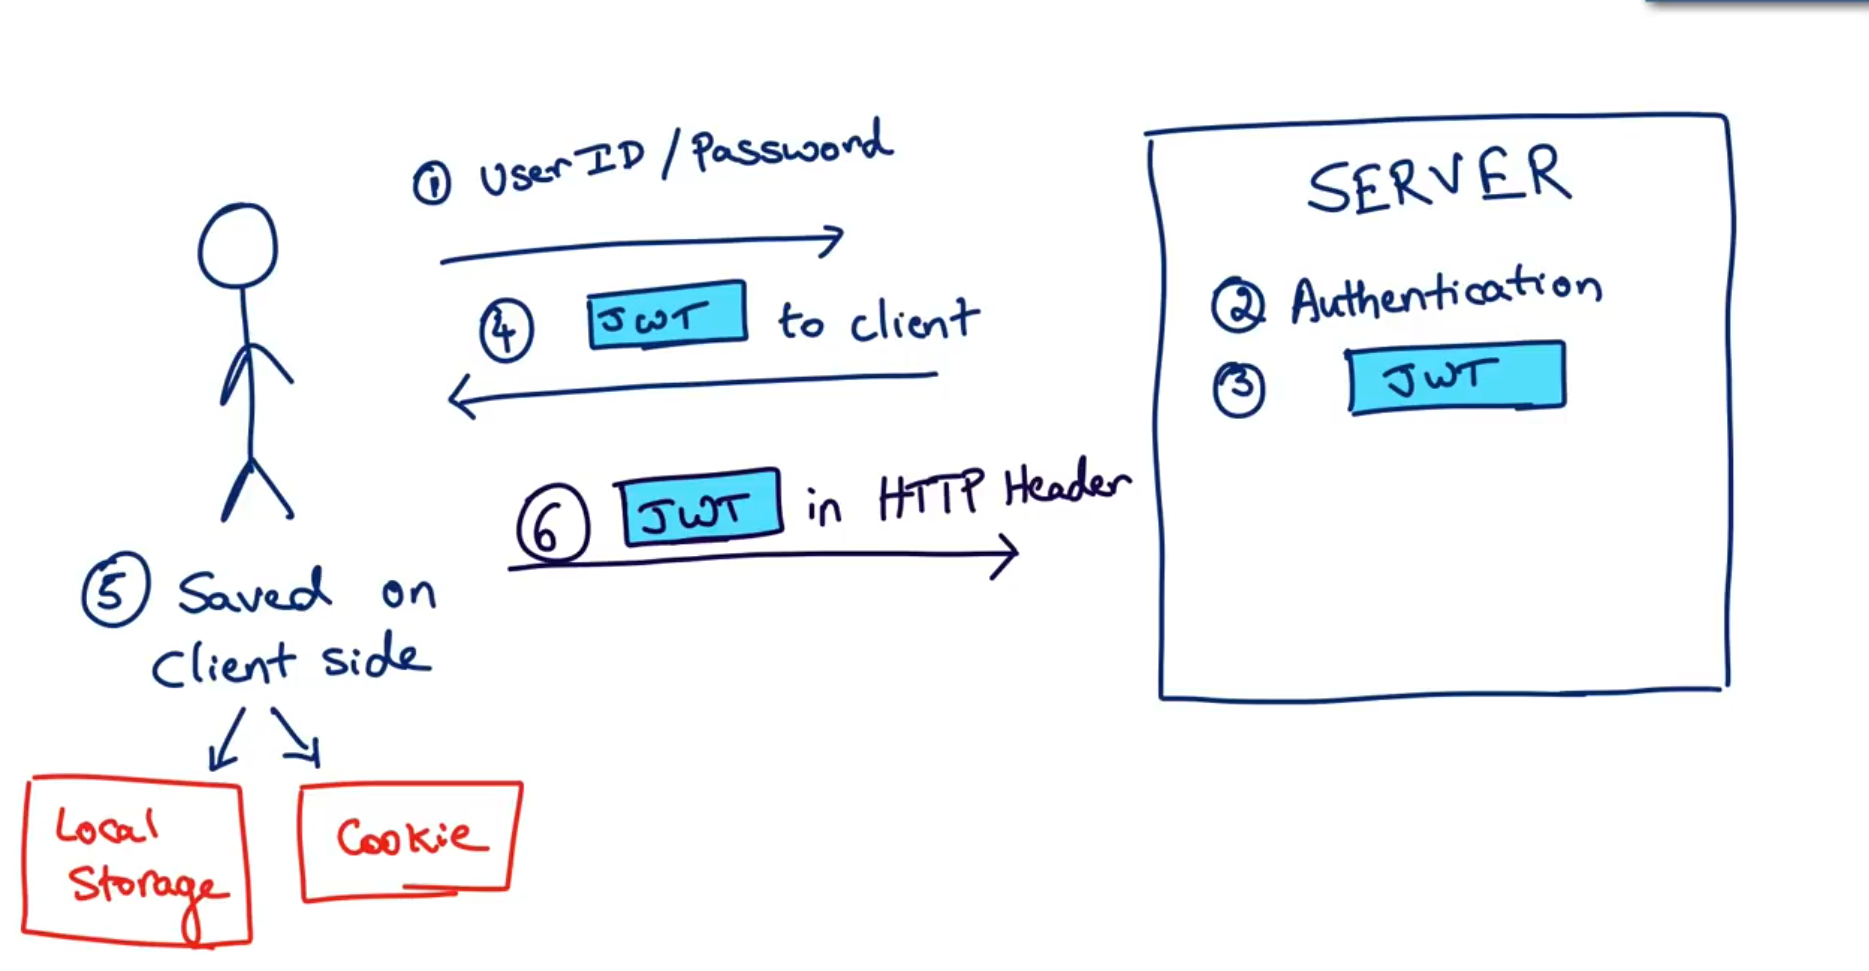 ① UserID / Password
SERVER
② Authentication
③ JWT
④ JWT to client
⑥ JWT in HTTP Header
⑤ Saved on
Client side
Local
Storage
Cookie